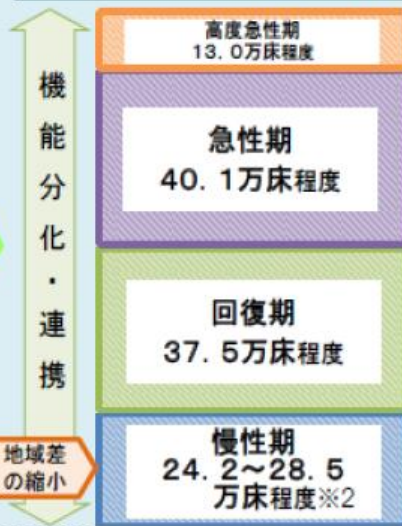 機能分化・連携
地域差
の縮小
高度急性期
13.0万床程度
急性期
40.1万床程度
回復期
37.5万床程度
慢性期
24.2～28.5
万床程度※2